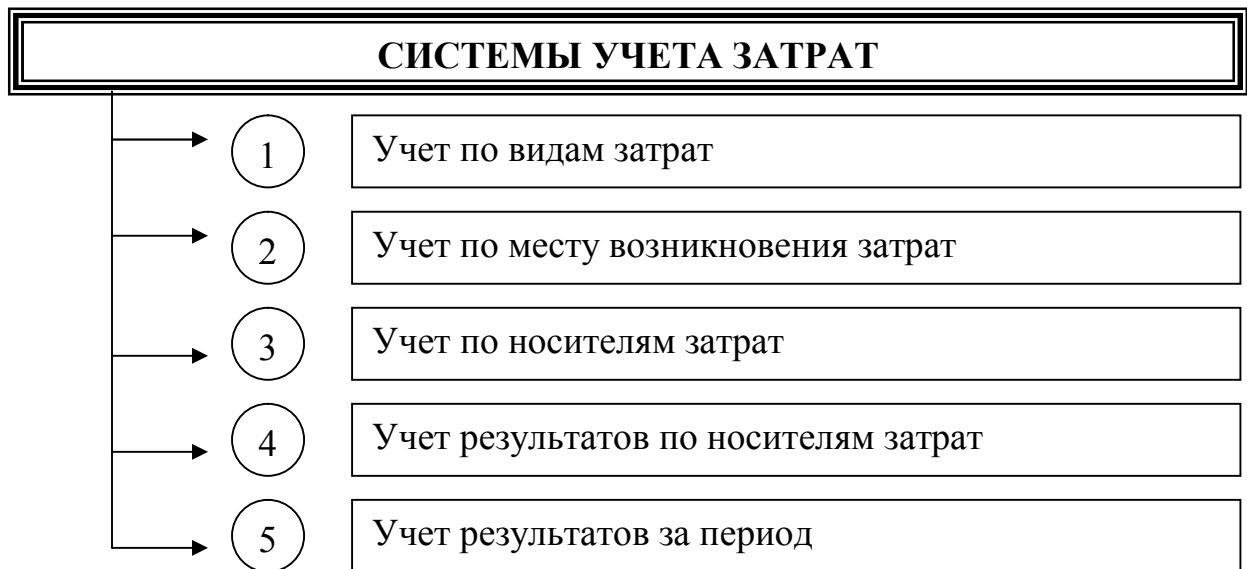 СИСТЕМЫ УЧЕТА ЗАТРАТ
1 Учет по видам затрат
2 Учет по месту возникновения затрат
3 Учет по носителям затрат
4 Учет результатов по носителям затрат
5 Учет результатов за период